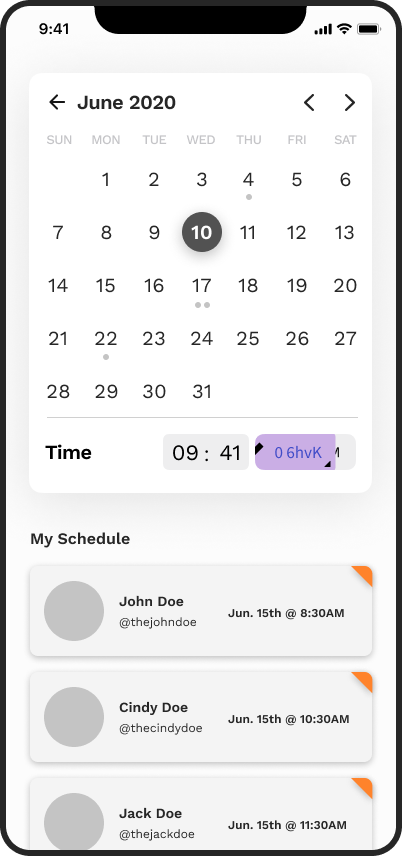 9:41
June 2020
SUN MON TUE WED THU FRI SAT
1 2 3 4 5 6
7 8 9 10 11 12 13
14 15 16 17 18 19 20
21 22 23 24 25 26 27
28 29 30 31
Time 09 : 41 0 6hvK
My Schedule
John Doe
@thejohndoe
Jun. 15th @ 8:30AM
Cindy Doe
@thecindydoe
Jun. 15th @ 10:30AM
Jack Doe
@thejackdoe
Jun. 15th @ 11:30AM